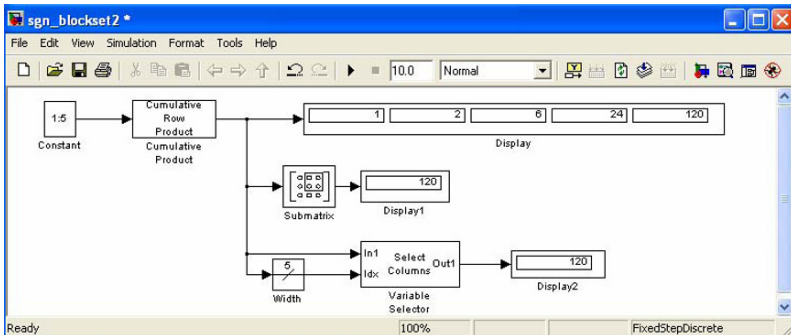 sgn_blockset2 *
File Edit View Simulation Format Tools Help
10.0 Normal
1:5
Constant
Cumulative
Row
Product
Cumulative
Product
1 2 6 24 120
Display
Submatrix
120
Display1
5
Width
In1
Idx
Select
Columns
Out1
Variable
Selector
120
Display2
Ready 100% FixedStepDiscrete